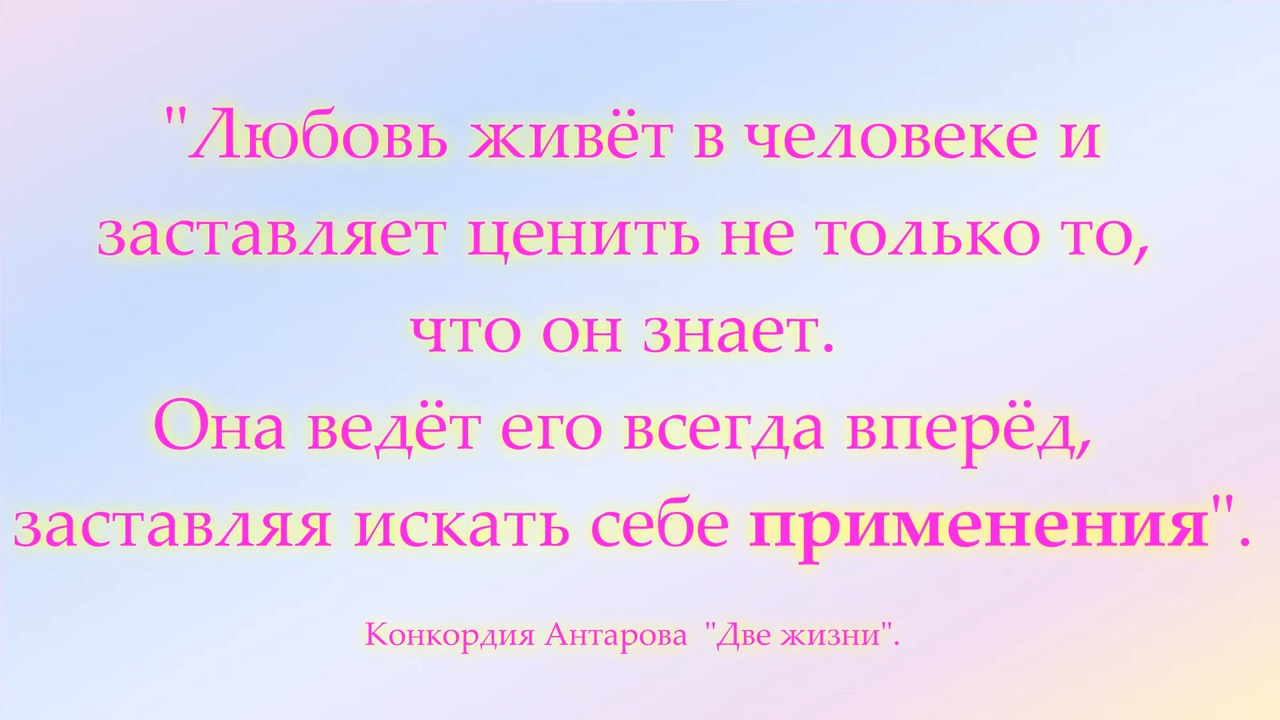 "Любовь живёт в человеке и
заставляет ценить не только то,
что он знает.
Она ведёт его всегда вперёд,
заставляя искать себе применения".
Конкордия Антарова "Две жизни".